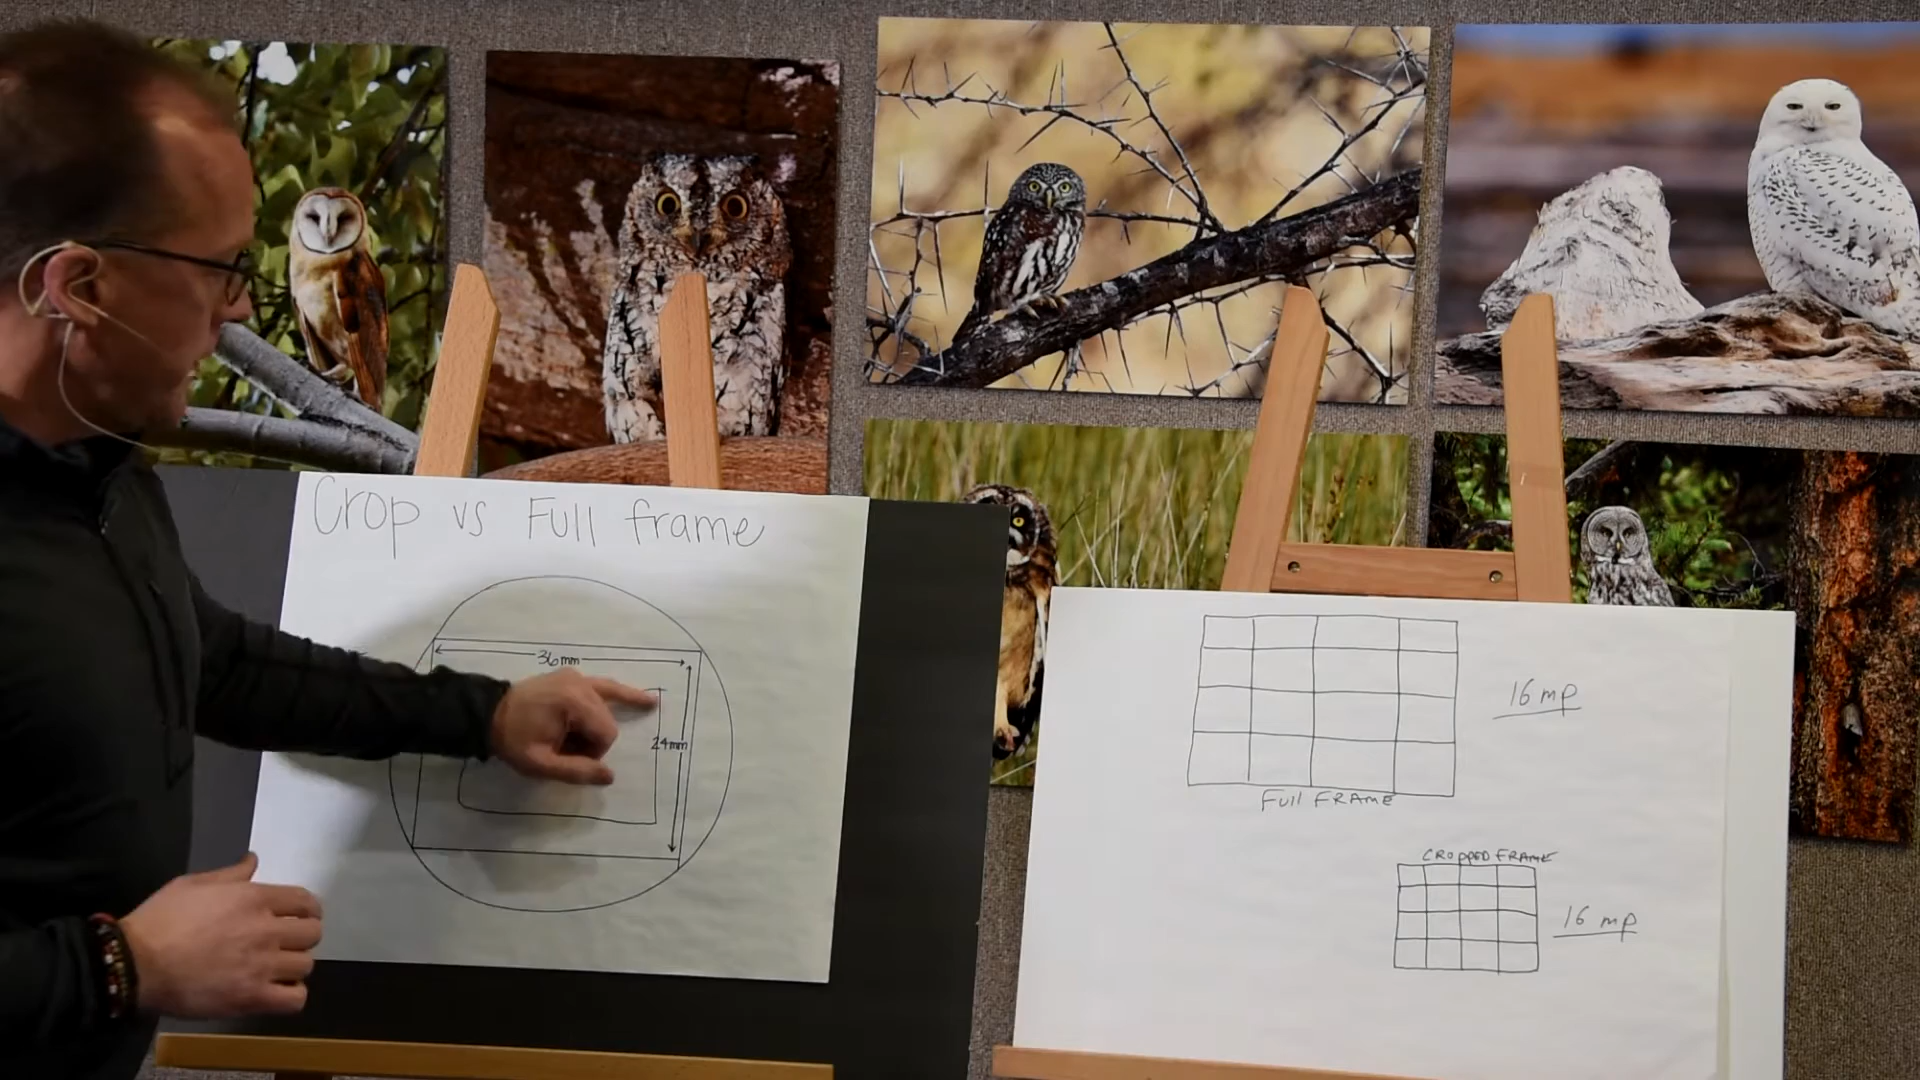 Crop vs Full frame
36mm
24mm
16 mp
Full FRAME
CROPPED FRAME
16 mp